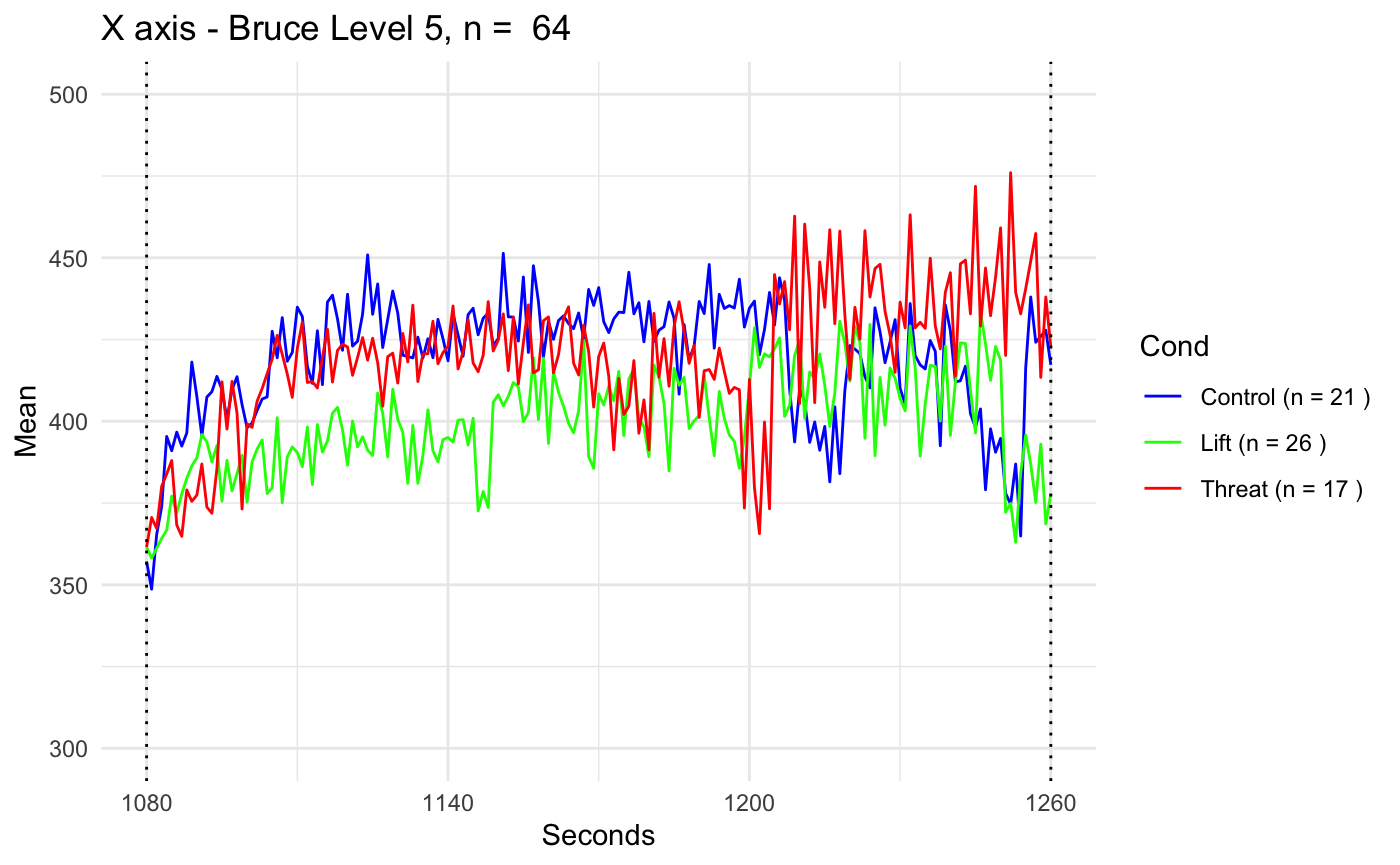 X axis - Bruce Level 5, n =  64
500
450
400
350
300
Mean
1080
1140
1200
1260
Seconds
Cond
Control (n = 21 )
Lift (n = 26 )
Threat (n = 17 )